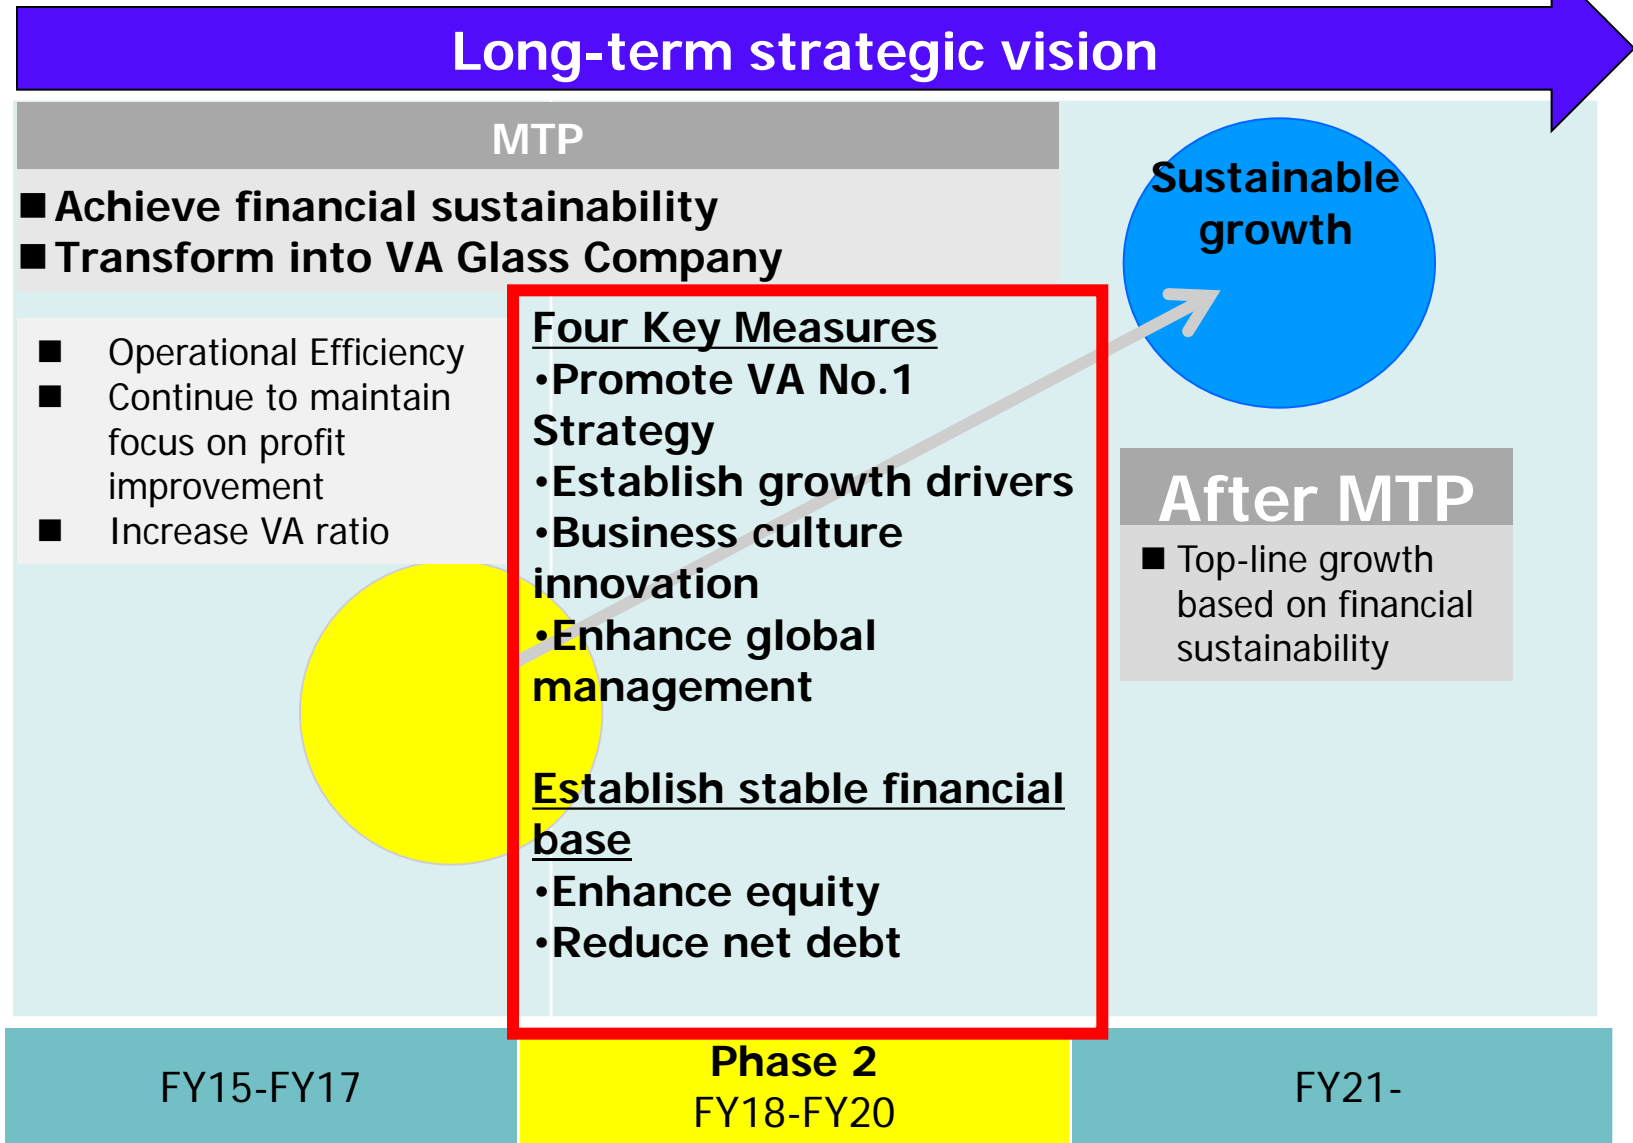 Long-term strategic vision
MTP
■ Achieve financial sustainability
■ Transform into VA Glass Company
■ Operational Efficiency
■ Continue to maintain
focus on profit
improvement
■ Increase VA ratio
Four Key Measures
•Promote VA No.1
Strategy
•Establish growth drivers
•Business culture
innovation
•Enhance global
management
Establish stable financial
base
•Enhance equity
•Reduce net debt
Sustainable
growth
After MTP
■ Top-line growth
based on financial
sustainability
FY15-FY17
Phase 2
FY18-FY20
FY21-